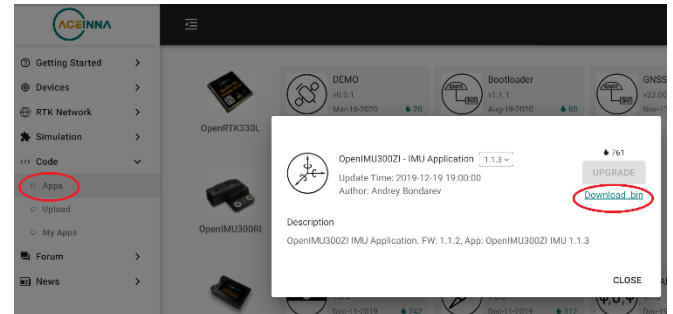 ACEINNA
Getting Started
Devices
RTK Network
Simulation
Code
Apps
Upload
My Apps
Forum
News
OpenRTK330L
OpenIMU300RI
DEMO
v0.0.1
Mar-16-2020 28
Bootloader
v1.1.1
Aug-19-2020 80
GNSS
INS
GNSS
OpenIMU300ZI - IMU Application 1.1.3
Update Time: 2019-12-19 19:00:00
Author: Andrey Bondarev
761
UPGRADE
Download .bin
Description
OpenIMU300ZI IMU Application. FW: 1.1.2, App: OpenIMU300ZI IMU 1.1.3
CLOSE
Dec-11-2019 242
Dec-11-2019 312